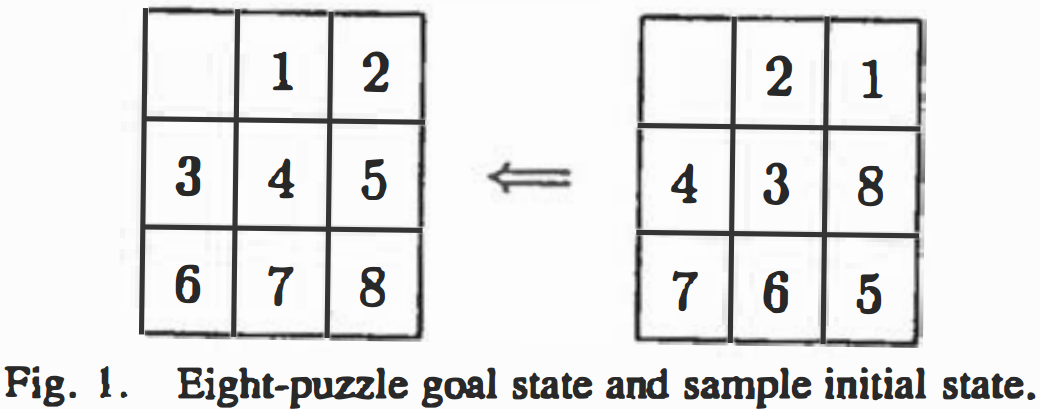 1 2 2 1
3 4 5 ⇐ 4 3 8
6 7 8 7 6 5
Fig. 1. Eight-puzzle goal state and sample initial state.